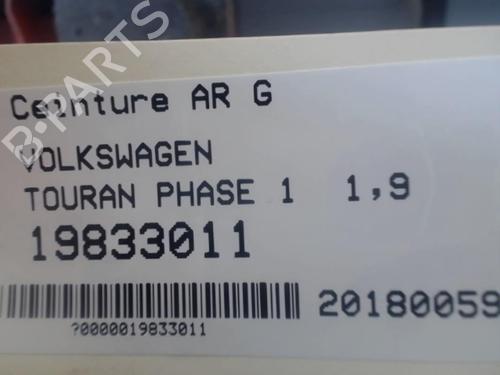 Ceinture AR G
VOLKSWAGEN
TOURAN PHASE 1 1,9
19833011
20180059
?0000019833011
B-PARTS